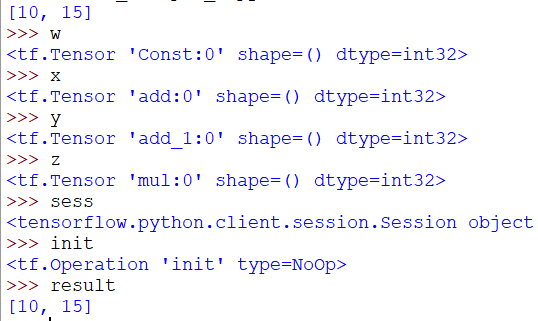 [10, 15]
>>> w
<tf.Tensor 'Const:0' shape=() dtype=int32>
>>> x
<tf.Tensor 'add:0' shape=() dtype=int32>
>>> y
<tf.Tensor 'add_1:0' shape=() dtype=int32>
>>> z
<tf.Tensor 'mul:0' shape=() dtype=int32>
>>> sess
<tensorflow.python.client.session.Session object
>>> init
<tf.Operation 'init' type=NoOp>
>>> result
[10, 15]